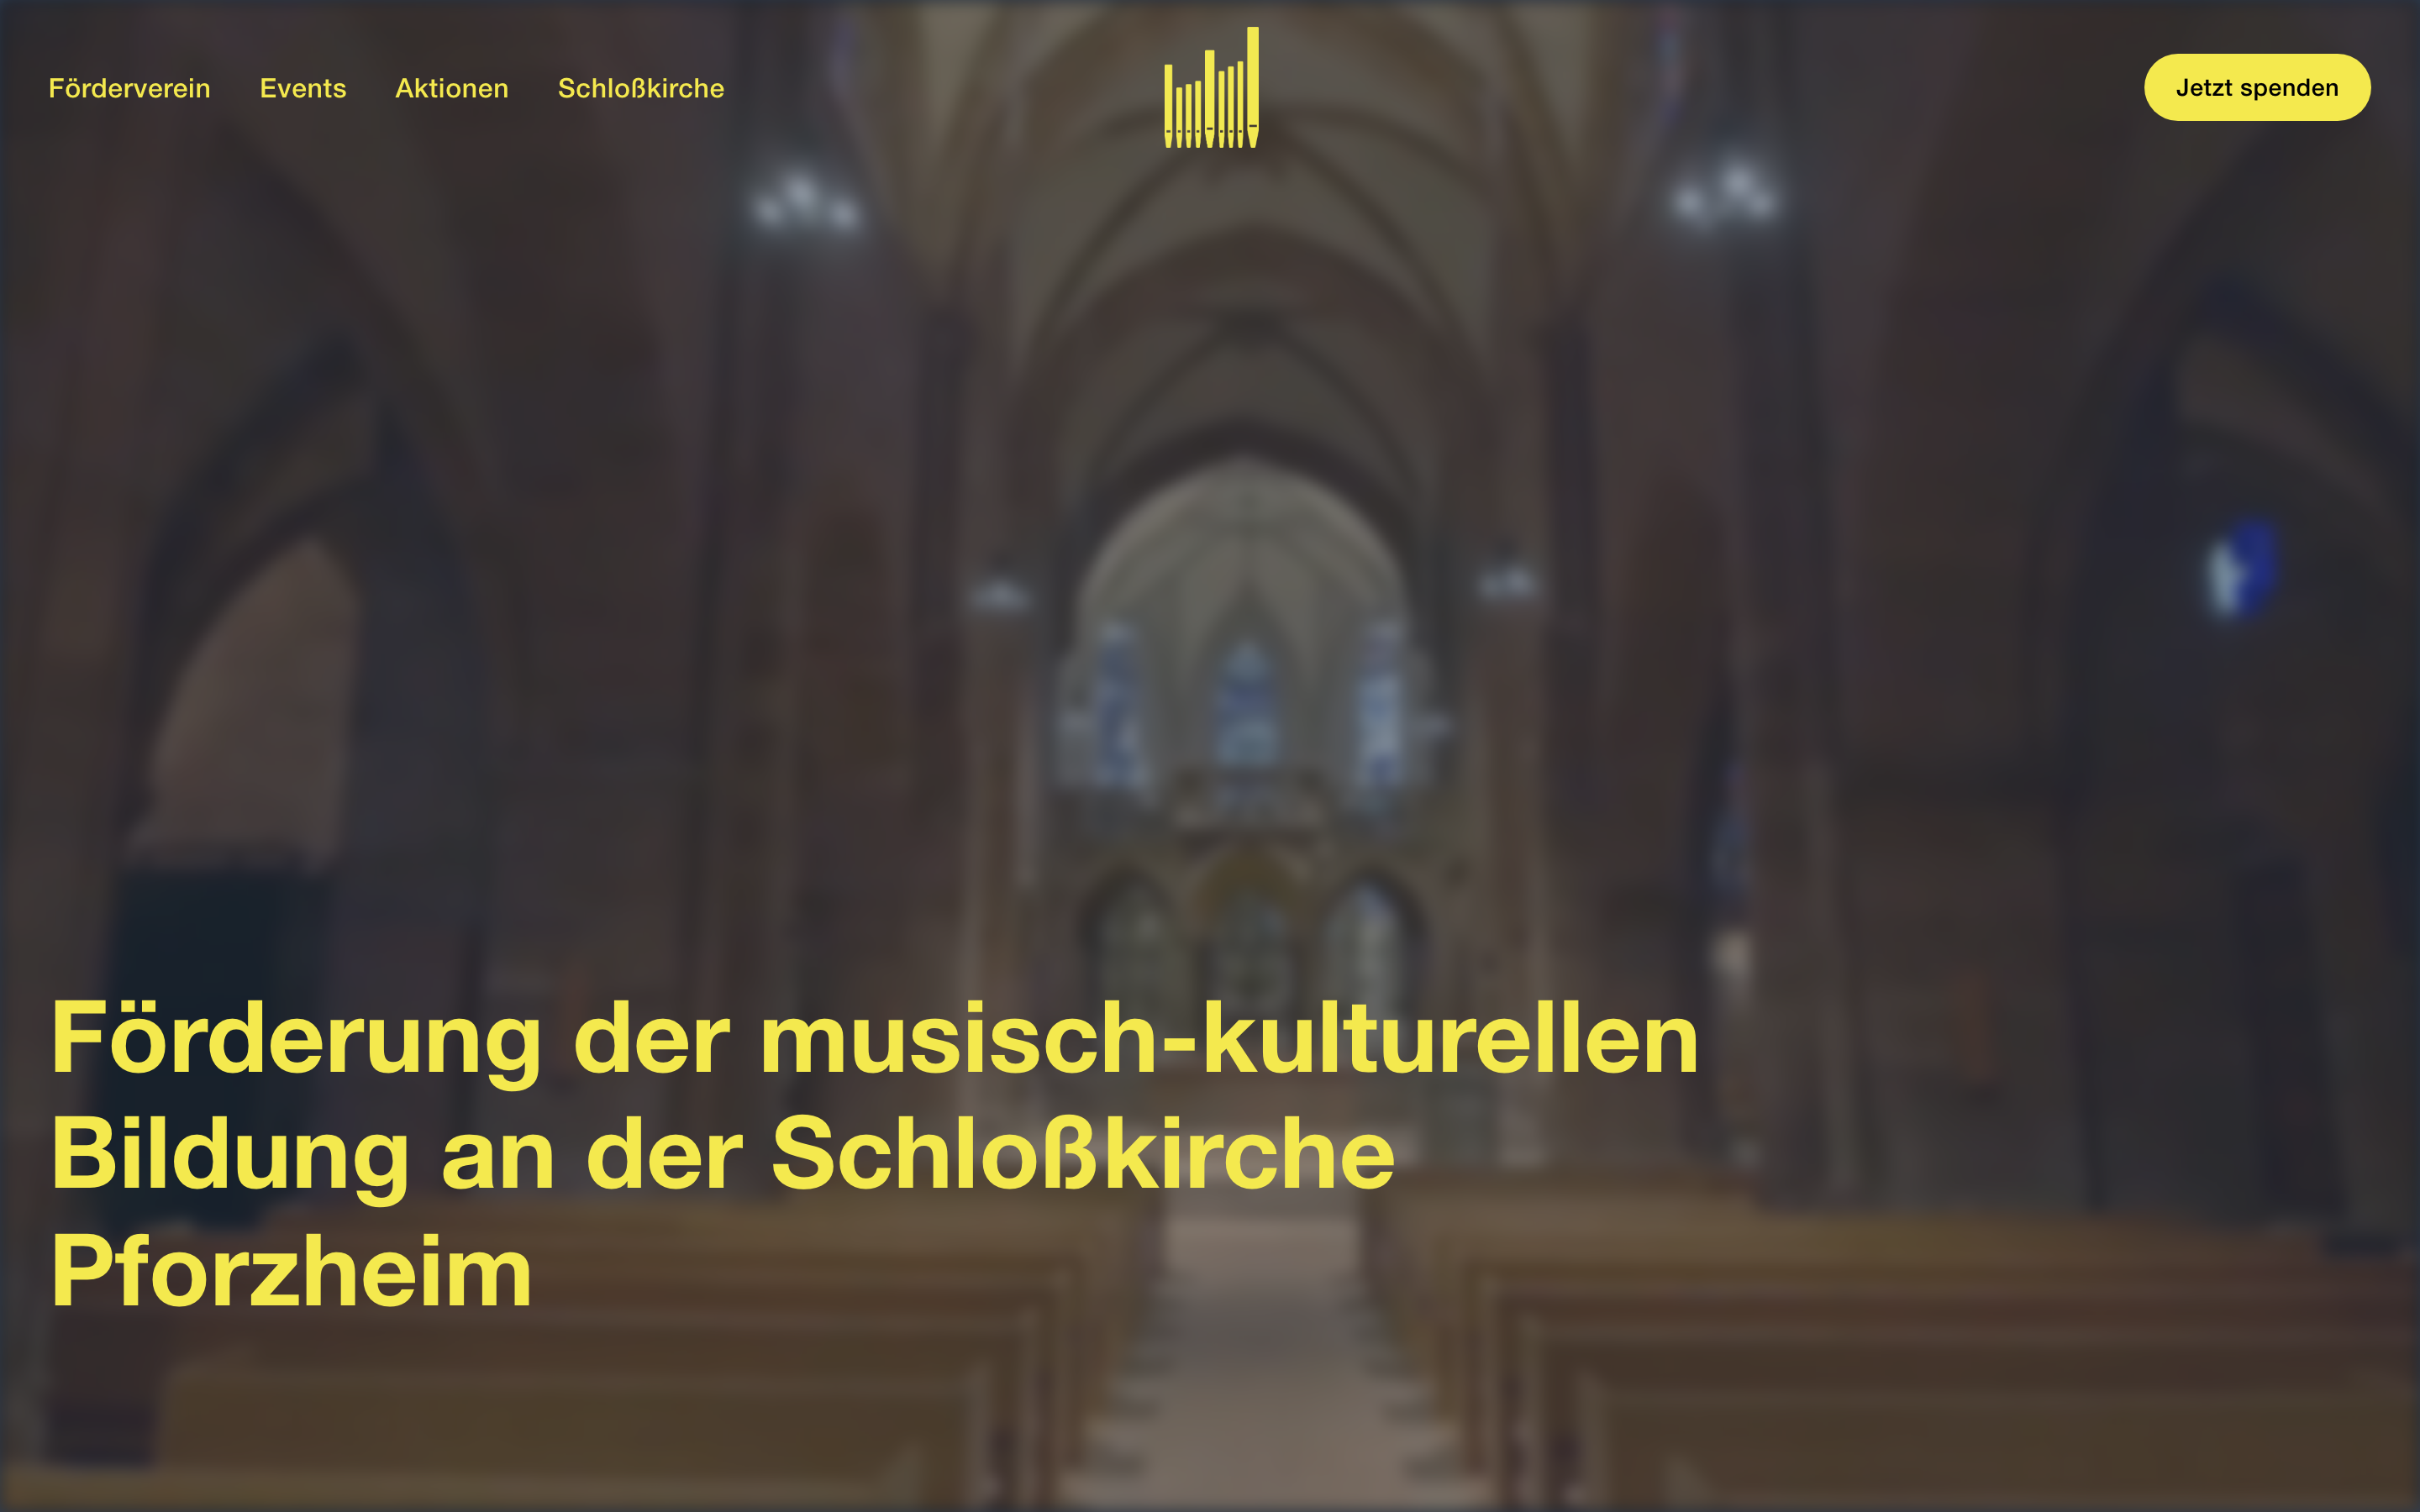 Förderverein Events Aktionen Schloßkirche
Jetzt spenden
Förderung der musisch-kulturellen
Bildung an der Schloßkirche
Pforzheim